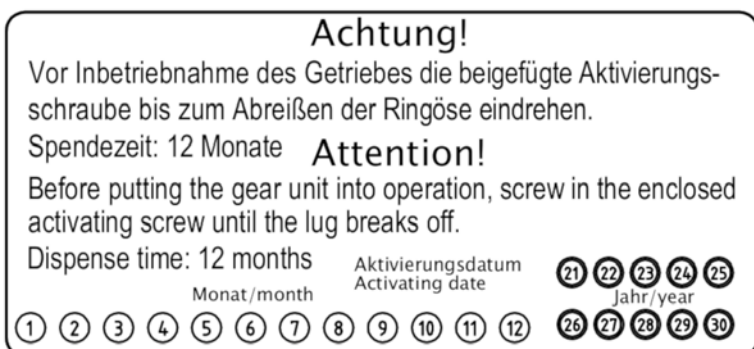 Achtung!
Vor Inbetriebnahme des Getriebes die beigefügte Aktivierungs-
schraube bis zum Abreißen der Ringöse eindrehen.
Spendezeit: 12 Monate
Attention!
Before putting the gear unit into operation, screw in the enclosed
activating screw until the lug breaks off.
Dispense time: 12 months
Aktivierungsdatum
Activating date
Monat/month
1 2 3 4 5 6 7 8 9 10 11 12
21 22 23 24 25
Jahr/year
26 27 28 29 30